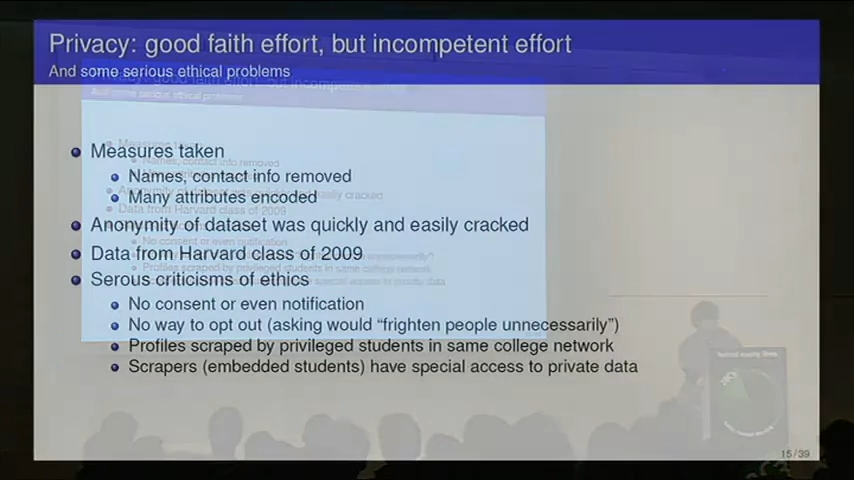 Privacy: good faith effort, but incompetent effort
And some serious ethical problems
Measures taken
Names, contact info removed
Many attributes encoded
Anonymity of dataset was quickly and easily cracked
Data from Harvard class of 2009
Serous criticisms of ethics
No consent or even notification
No way to opt out (asking would "frighten people unnecessarily")
Profiles scraped by privileged students in same college network
Scrapers (embedded students) have special access to private data
15/39